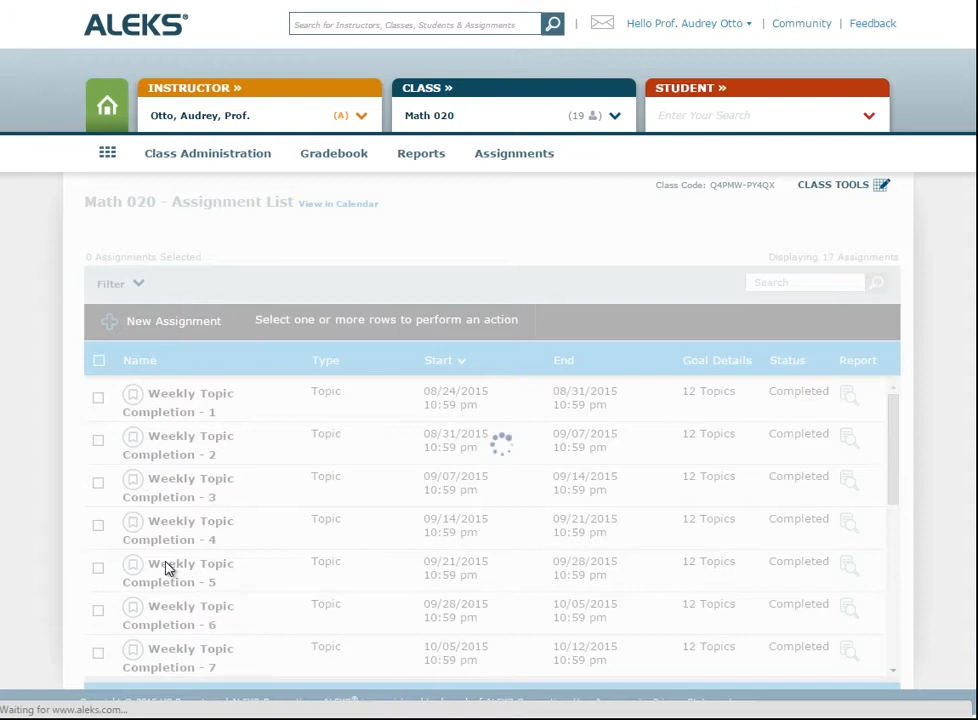 ALEKS®
Search for Instructors, Classes, Students & Assignments
|
Hello Prof. Audrey Otto
| Community | Feedback
INSTRUCTOR »
CLASS »
STUDENT »
Otto, Audrey, Prof.
(A)
Math 020
(19 )
Enter Your Search
Class Administration
Gradebook
Reports
Assignments
Class Code: Q4PMW-PY4QX
CLASS TOOLS
Math 020 - Assignment List View in Calendar
0 Assignments Selected
Displaying 17 Assignments
Filter
Search
New Assignment
Select one or more rows to perform an action
Name Type Start End Goal Details Status Report
Weekly Topic Topic 08/24/2015 08/31/2015 12 Topics Completed
Completion - 1 10:59 pm 10:59 pm
Weekly Topic Topic 08/31/2015 09/07/2015 12 Topics Completed
Completion - 2 10:59 pm 10:59 pm
Weekly Topic Topic 09/07/2015 09/14/2015 12 Topics Completed
Completion - 3 10:59 pm 10:59 pm
Weekly Topic Topic 09/14/2015 09/21/2015 12 Topics Completed
Completion - 4 10:59 pm 10:59 pm
Weekly Topic Topic 09/21/2015 09/28/2015 12 Topics Completed
Completion - 5 10:59 pm 10:59 pm
Weekly Topic Topic 09/28/2015 10/05/2015 12 Topics Completed
Completion - 6 10:59 pm 10:59 pm
Weekly Topic Topic 10/05/2015 10/12/2015 12 Topics Completed
Completion - 7 10:59 pm 10:59 pm
Waiting for www.aleks.com...